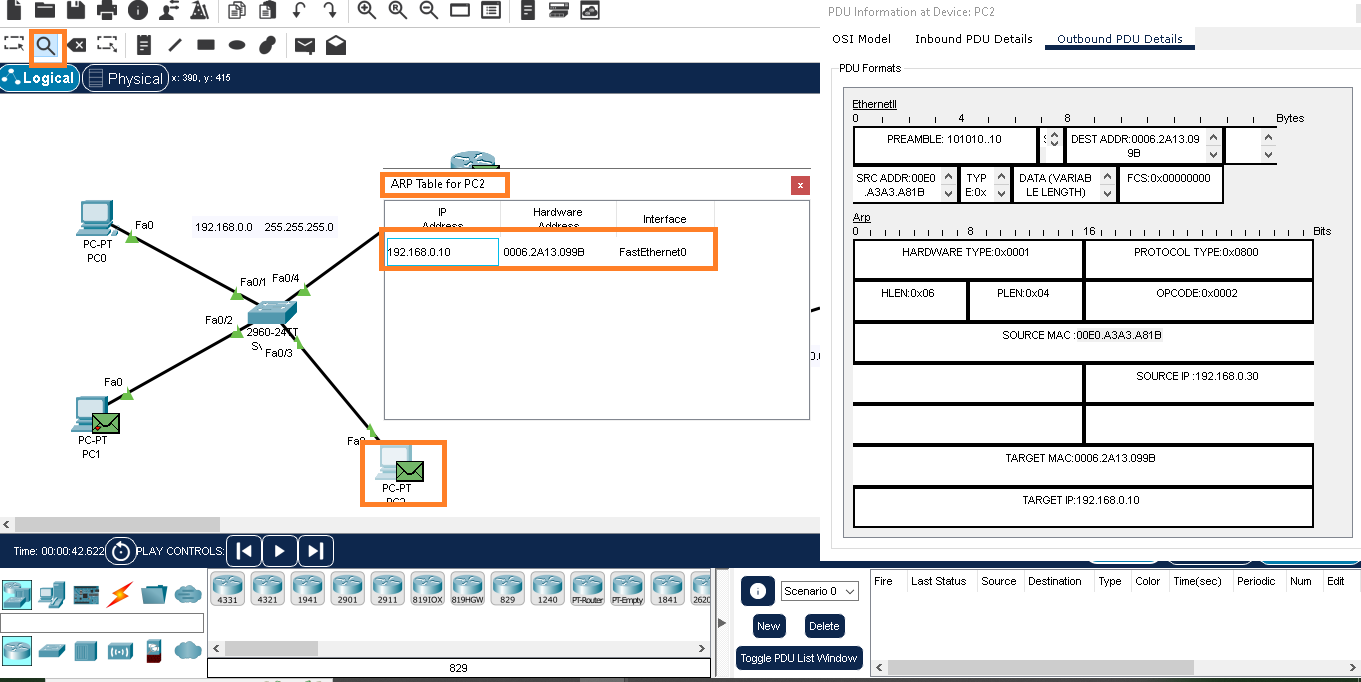 PDU Information at Device: PC2
OSI Model Inbound PDU Details Outbound PDU Details
Logical Physical x: 390, y: 415
PDU Formats
EthernetII
0 4 8 Bytes
PREAMBLE: 101010..10
DEST ADDR:0006.2A13.09
9B
SRC ADDR:00E0
.A3A3.A81B
TYP
E:0x
DATA (VARIAB
LE LENGTH)
FCS:0x00000000
Arp
0 8 16 Bits
HARDWARE TYPE:0x0001 PROTOCOL TYPE:0x0800
HLEN:0x06 PLEN:0x04 OPCODE:0x0002
SOURCE MAC :00E0.A3A3.A81B
SOURCE IP :192.168.0.30
TARGET MAC:0006.2A13.099B
TARGET IP:192.168.0.10
ARP Table for PC2
x
IP
Address
Hardware
Address
Interface
192.168.0.10 0006.2A13.099B FastEthernet0
192.168.0.0 255.255.255.0
Fa0
PC-PT
PC0
Fa0/1 Fa0/4
Fa0/2
2960-24TT
Fa0/3
Fa0
PC-PT
PC1
PC-PT
PC2
Time: 00:00:42.622 PLAY CONTROLS:
4331 4321 1941 2901 2911 819IOX 819HGW 829 1240 PT-Router PT-Empty 1841 2620
829
Scenario 0
New Delete
Toggle PDU List Window
Fire Last Status Source Destination Type Color Time(sec) Periodic Num Edit